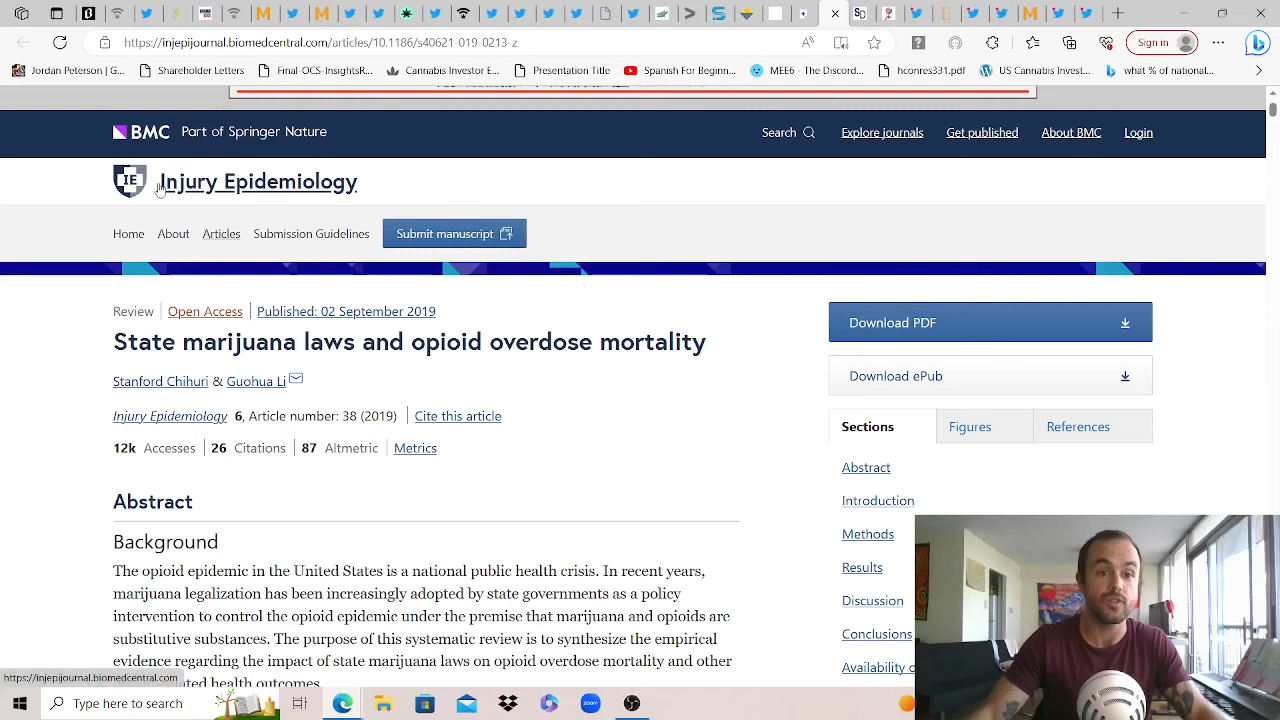 https://injepijournal.biomedcentral.com/articles/10.1186/s40621-019-0213-z
Sign in
Jordan Peterson | G...
Shareholder Letters
Final-OCS-InsightsR...
Cannabis Investor E...
Presentation Title
Spanish For Beginn...
MEE6 - The Discord...
hconres331.pdf
US Cannabis Invest...
what % of national...
BMC Part of Springer Nature
Search
Explore journals
Get published
About BMC
Login
IE
Injury Epidemiology
Home
About
Articles
Submission Guidelines
Submit manuscript
Review
Open Access
Published: 02 September 2019
State marijuana laws and opioid overdose mortality
Stanford Chihuri & Guohua Li
Injury Epidemiology 6, Article number: 38 (2019)
Cite this article
12k Accesses
26 Citations
87 Altmetric
Metrics
Abstract
Background
The opioid epidemic in the United States is a national public health crisis. In recent years,
marijuana legalization has been increasingly adopted by state governments as a policy
intervention to control the opioid epidemic under the premise that marijuana and opioids are
substitutive substances. The purpose of this systematic review is to synthesize the empirical
evidence regarding the impact of state marijuana laws on opioid overdose mortality and other
health outcomes.
Download PDF
Download ePub
Sections
Figures
References
Abstract
Introduction
Methods
Results
Discussion
Conclusions
Availability o
https://injepijournal.biomedcentral.com
Type here to search
zoom